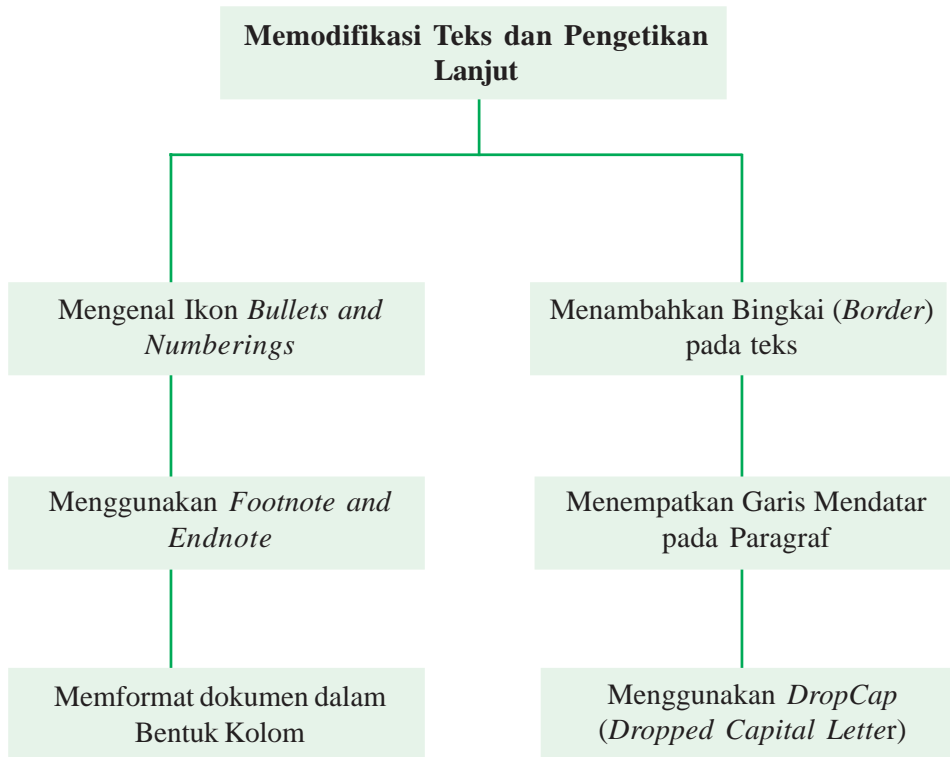 Memodifikasi Teks dan Pengetikan
Lanjut
Mengenal Ikon Bullets and
Numberings
Menambahkan Bingkai (Border)
pada teks
Menggunakan Footnote and
Endnote
Menempatkan Garis Mendatar
pada Paragraf
Memformat dokumen dalam
Bentuk Kolom
Menggunakan DropCap
(Dropped Capital Letter)